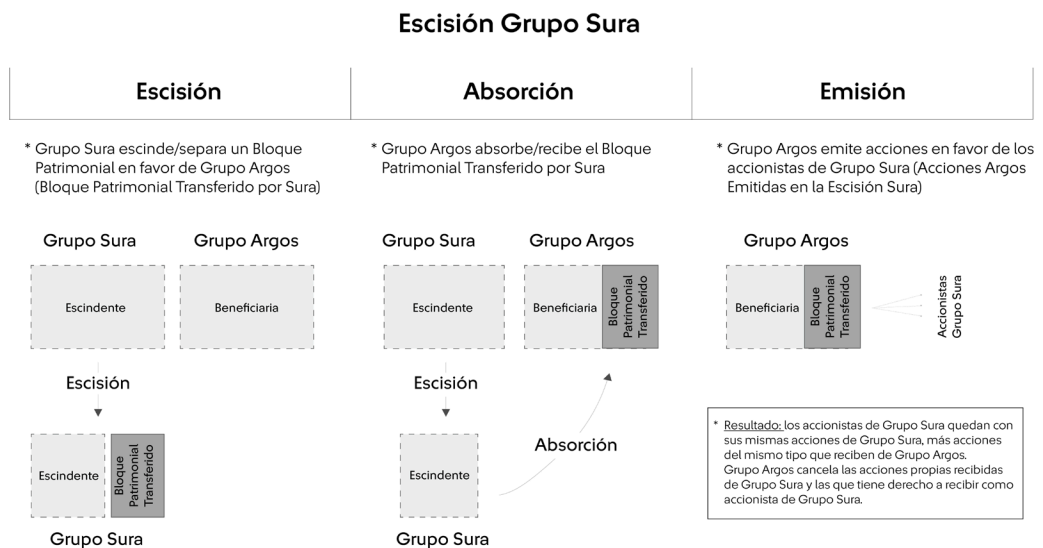 Escisión Grupo Sura
Escisión
* Grupo Sura escinde/separa un Bloque
Patrimonial en favor de Grupo Argos
(Bloque Patrimonial Transferido por Sura)
Grupo Sura
Grupo Argos
Escindente
Beneficiaria
Escisión
Escindente
Bloque
Patrimonial
Transferido
Grupo Sura
Absorción
* Grupo Argos absorbe/recibe el Bloque
Patrimonial Transferido por Sura
Grupo Sura
Grupo Argos
Escindente
Beneficiaria
Bloque
Patrimonial
Transferido
Escisión
Absorción
Escindente
Grupo Sura
Emisión
* Grupo Argos emite acciones en favor de los
accionistas de Grupo Sura (Acciones Argos
Emitidas en la Escisión Sura)
Grupo Argos
Beneficiaria
Bloque
Patrimonial
Transferido
Accionistas
Grupo Sura
* Resultado: los accionistas de Grupo Sura quedan con
sus mismas acciones de Grupo Sura, más acciones
del mismo tipo que reciben de Grupo Argos.
Grupo Argos cancela las acciones propias recibidas
de Grupo Sura y las que tiene derecho a recibir como
accionista de Grupo Sura.